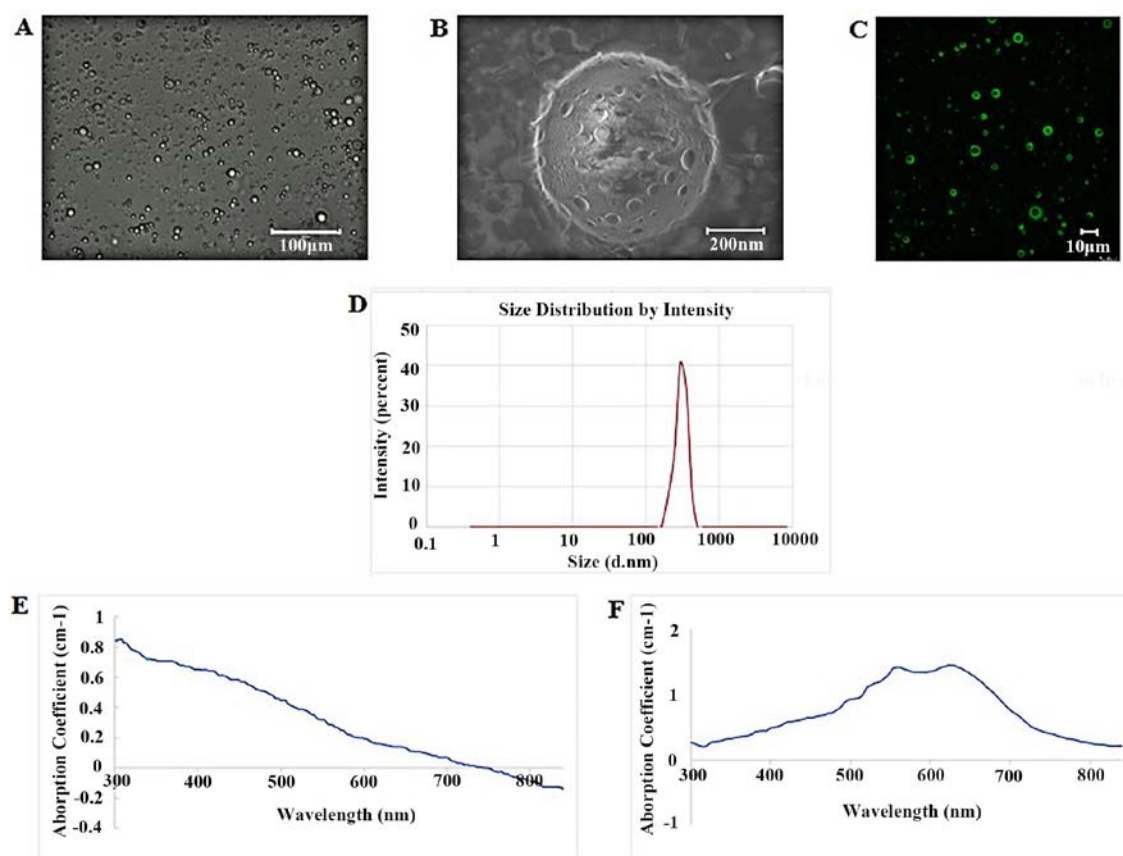 A
100μm
B
200nm
C
10μm
D
Size Distribution by Intensity
Intensity (percent)
50
40
30
20
10
0
0.1 1 10 100 1000 10000
Size (d.nm)
E
Aborption Coefficient (cm-1)
1
0.8
0.6
0.4
0.2
0
-0.2
-0.4
300 400 500 600 700 800
Wavelength (nm)
F
Aborption Coefficient (cm-1)
2
1
0
-1
300 400 500 600 700 800
Wavelength (nm)